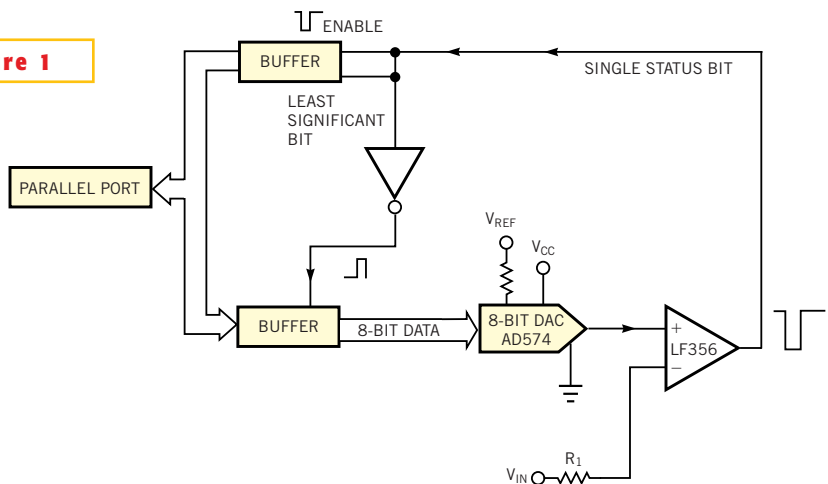 re 1
ENABLE
BUFFER
SINGLE STATUS BIT
LEAST
SIGNIFICANT
BIT
PARALLEL PORT
VREF
VCC
BUFFER
8-BIT DATA
8-BIT DAC
AD574
+
LF356
−
R1
VIN